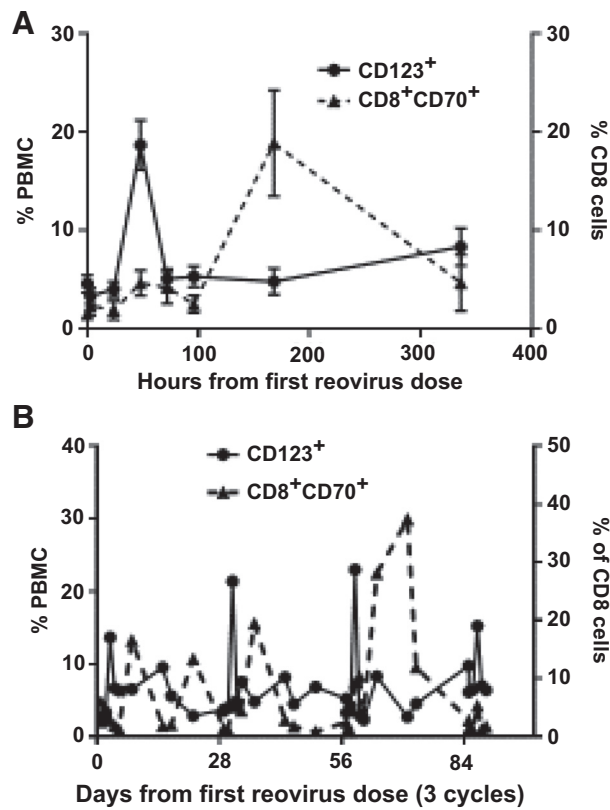 A
30
20
10
0
% PBMC
CD123+
CD8+CD70+
30
20
10
0
% CD8 cells
0 100 200 300 400
Hours from first reovirus dose
B
40
30
20
10
0
% PBMC
CD123+
CD8+CD70+
50
40
30
20
10
0
% of CD8 cells
0 28 56 84
Days from first reovirus dose (3 cycles)